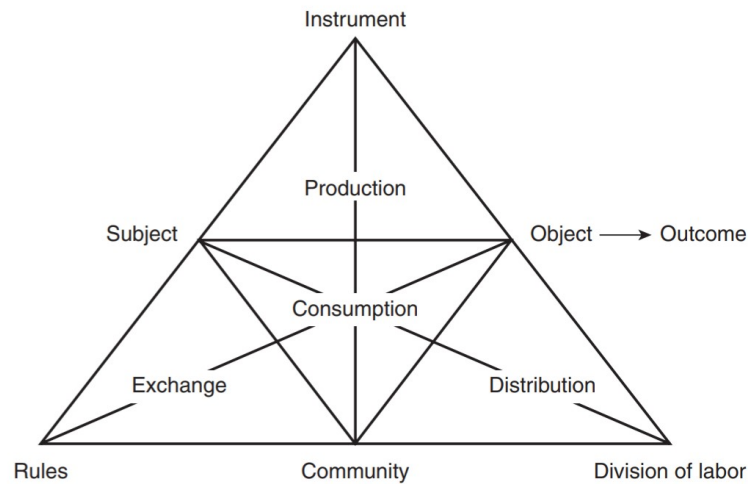 Instrument
Production
Subject
Object → Outcome
Consumption
Exchange
Distribution
Rules
Community
Division of labor